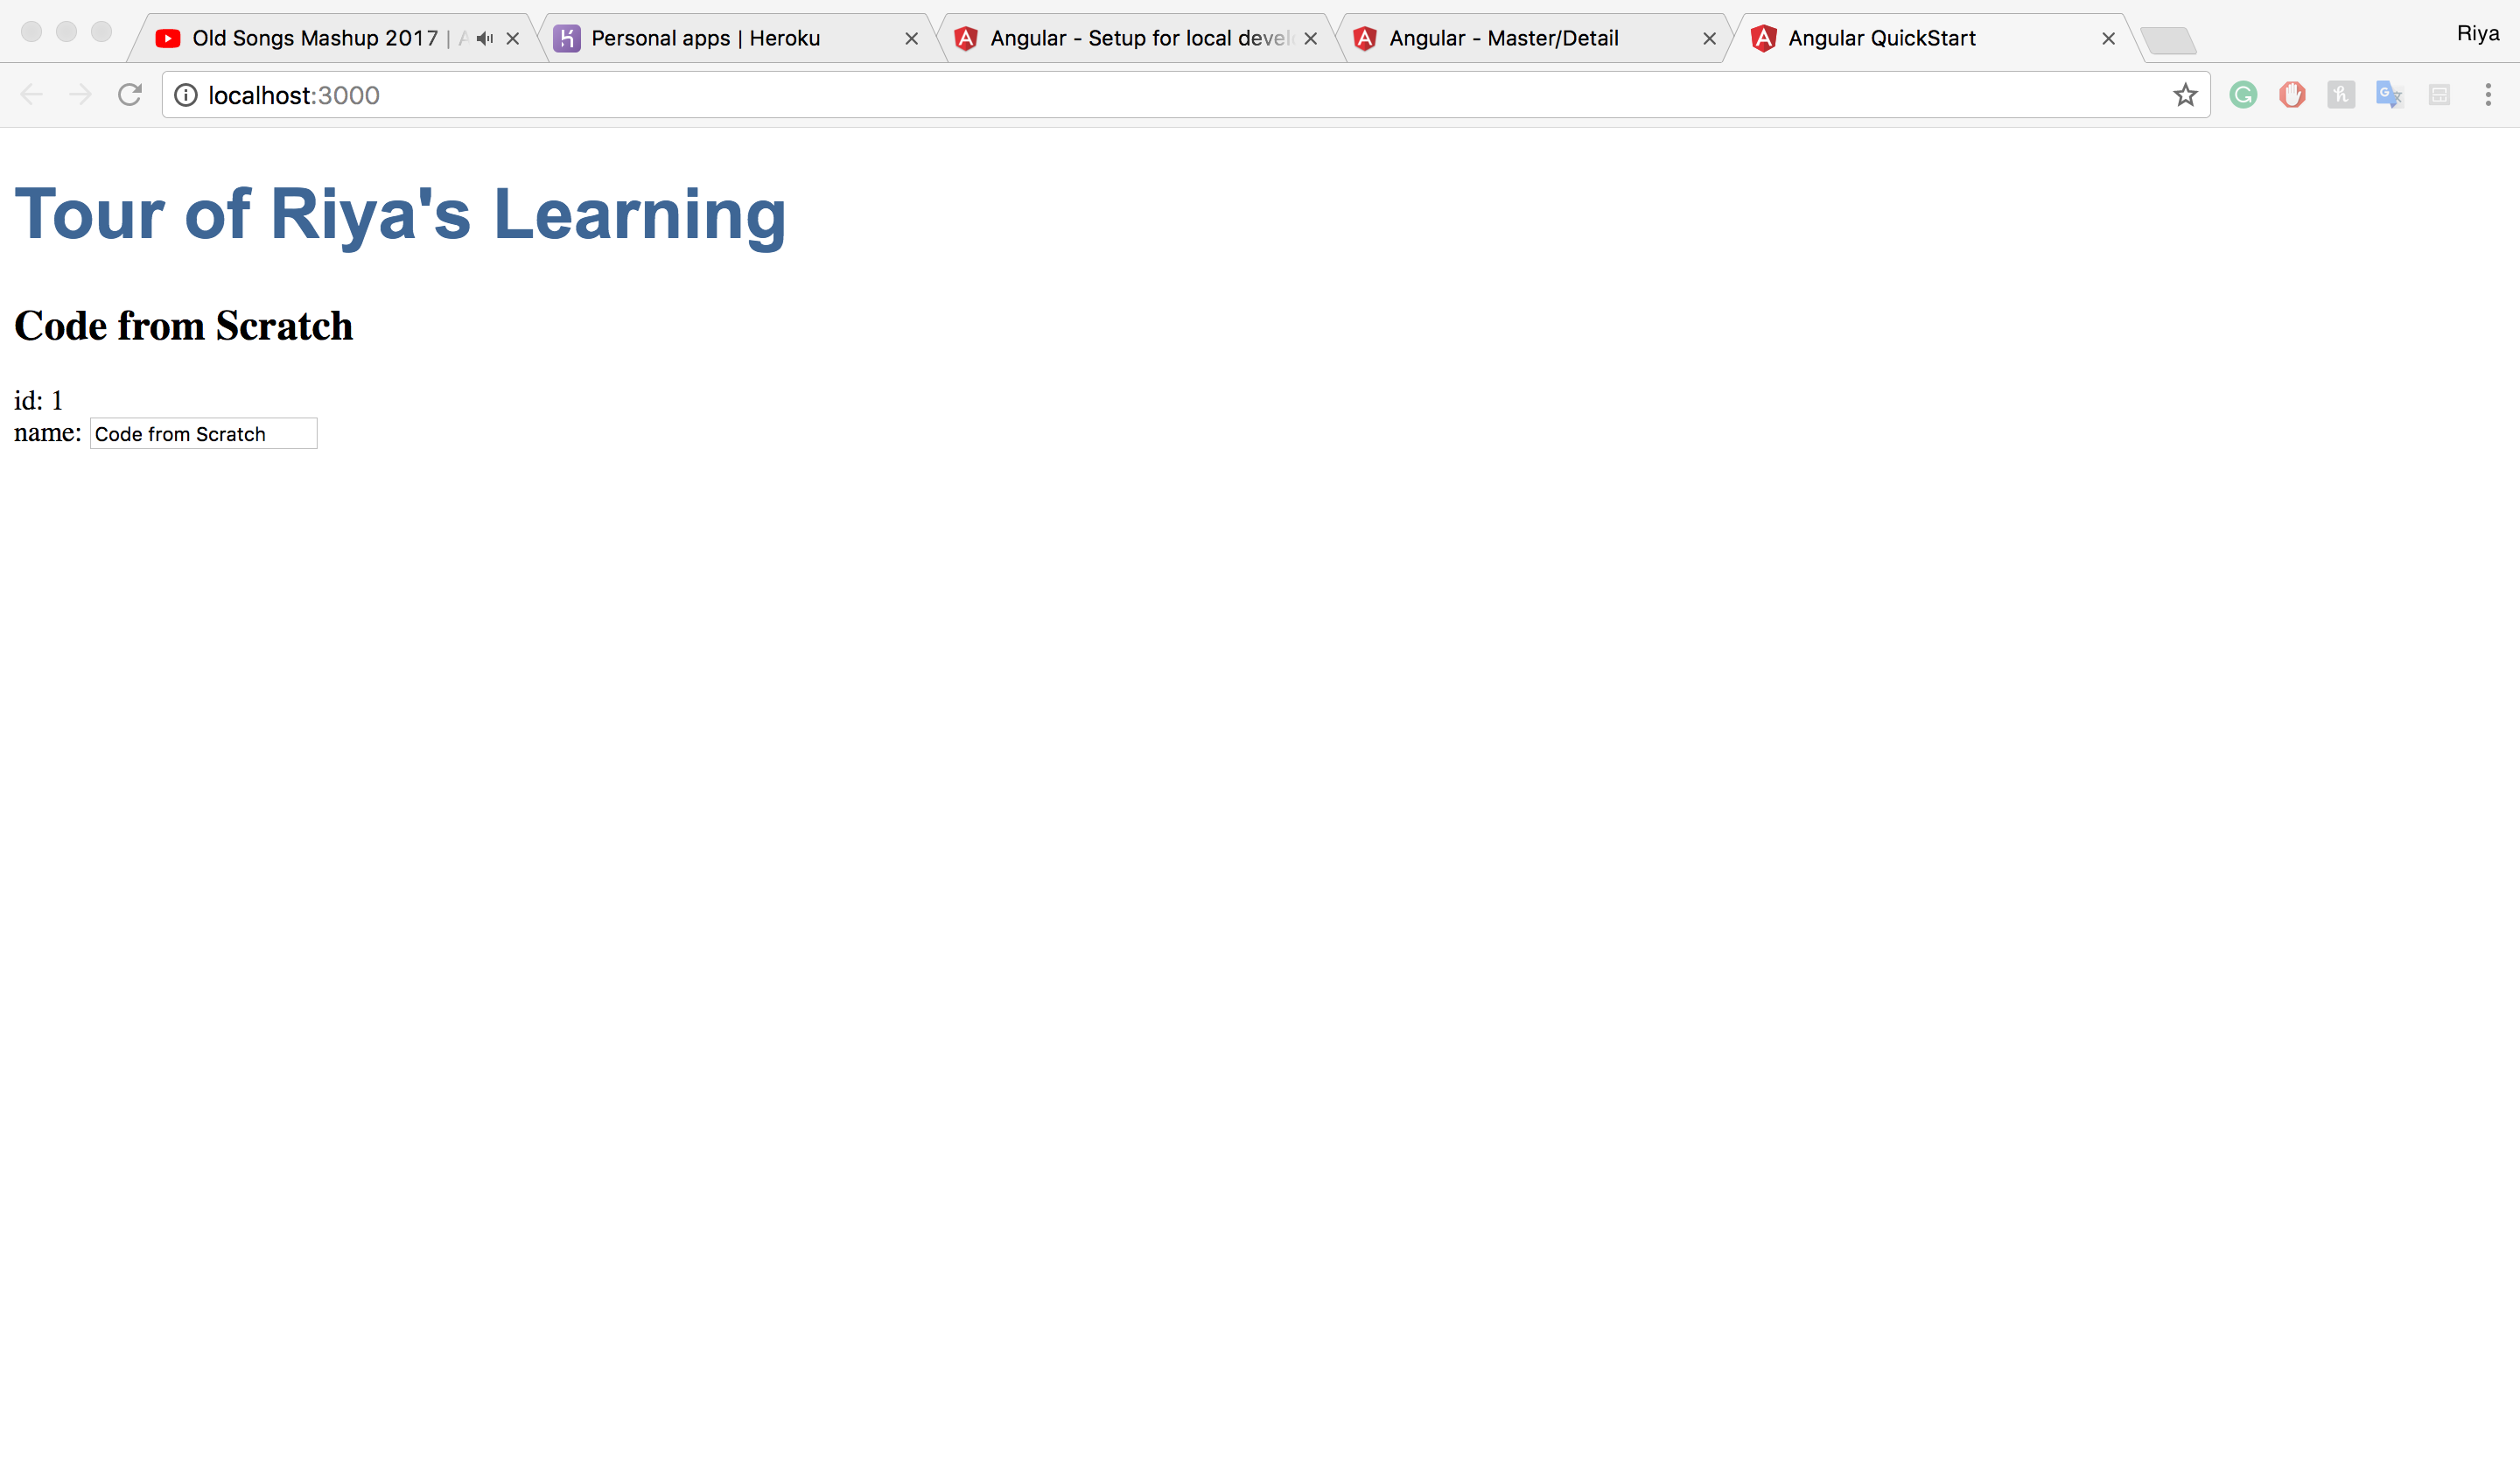 Old Songs Mashup 2017 |
Personal apps | Heroku
Angular - Setup for local
Angular - Master/Detail
Angular QuickStart
Riya
localhost:3000
Tour of Riya's Learning
Code from Scratch
id: 1
name: Code from Scratch